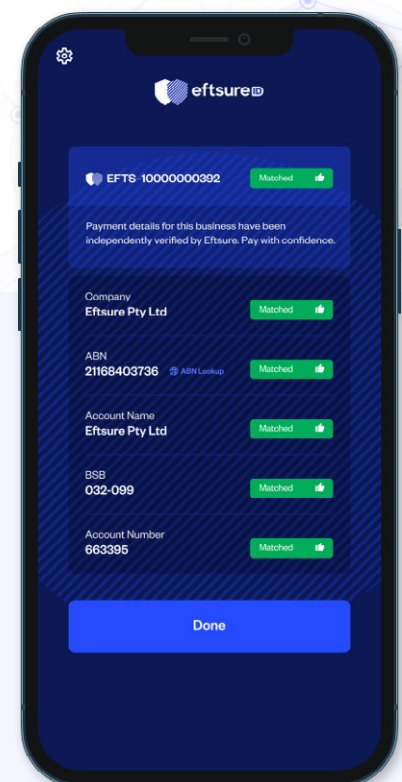 eftsure ID
EFTS-10000000392 Matched
Payment details for this business have been
independently verified by Eftsure. Pay with confidence.
Company
Eftsure Pty Ltd Matched
ABN
21168403736 ABN Lookup Matched
Account Name
Eftsure Pty Ltd Matched
BSB
032-099 Matched
Account Number
663395 Matched
Done